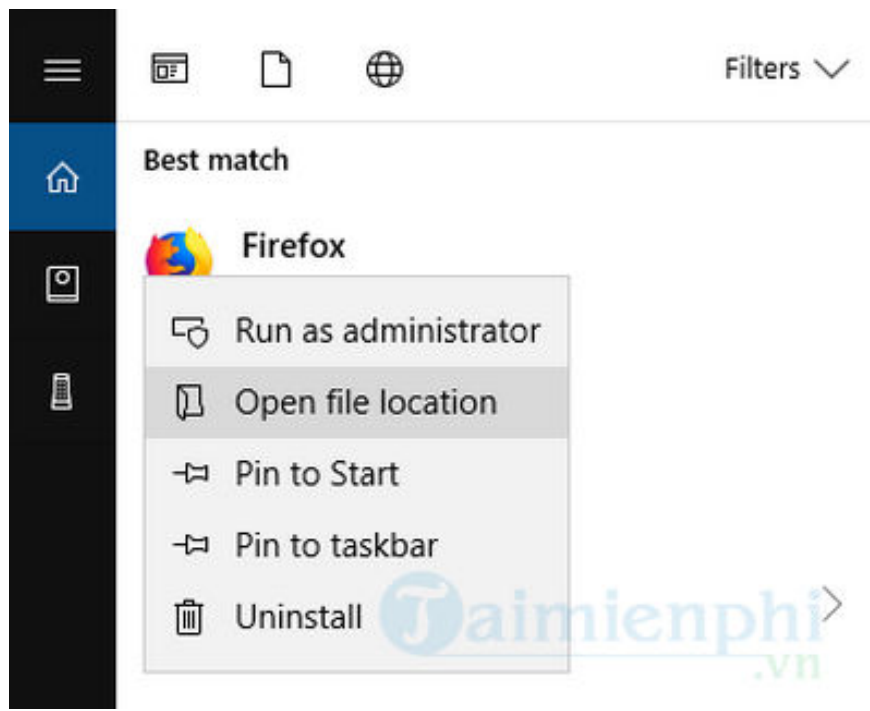 Filters
Best match
Firefox
Run as administrator
Open file location
Pin to Start
Pin to taskbar
Uninstall
Taimienphi
.vn